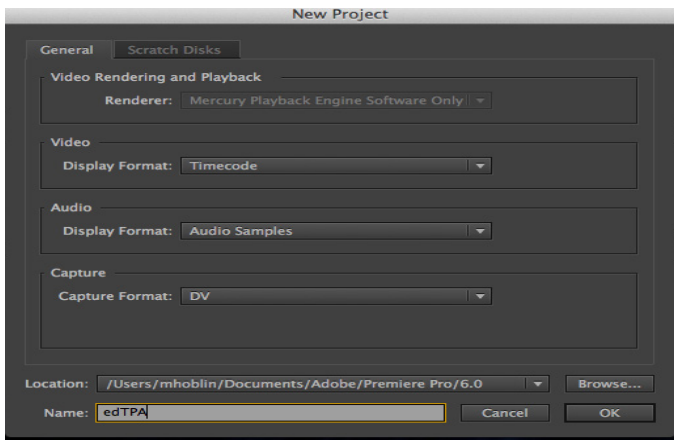 New Project
General Scratch Disks
Video Rendering and Playback
Renderer: Mercury Playback Engine Software Only
Video
Display Format: Timecode
Audio
Display Format: Audio Samples
Capture
Capture Format: DV
Location: /Users/mhoblin/Documents/Adobe/Premiere Pro/6.0 Browse...
Name: edTPA Cancel OK